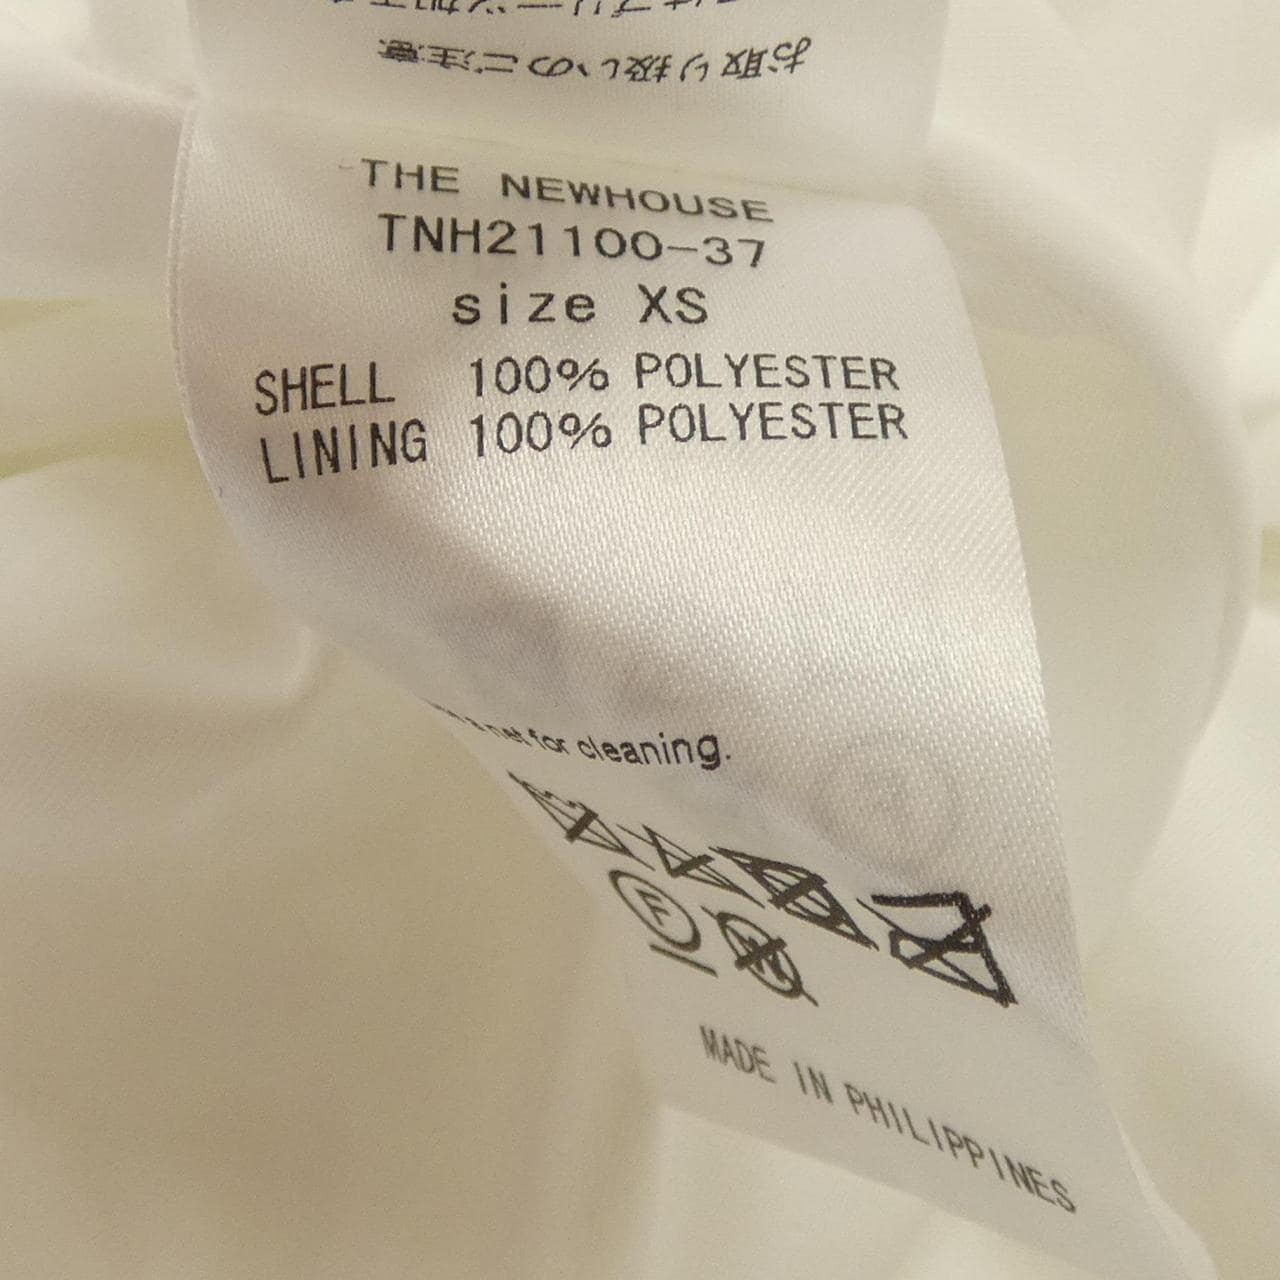 お取り扱いのご注意
THE NEWHOUSE
TNH21100-37
size XS
SHELL 100% POLYESTER
LINING 100% POLYESTER
a net for cleaning.
F
W
MADE IN PHILIPPINES